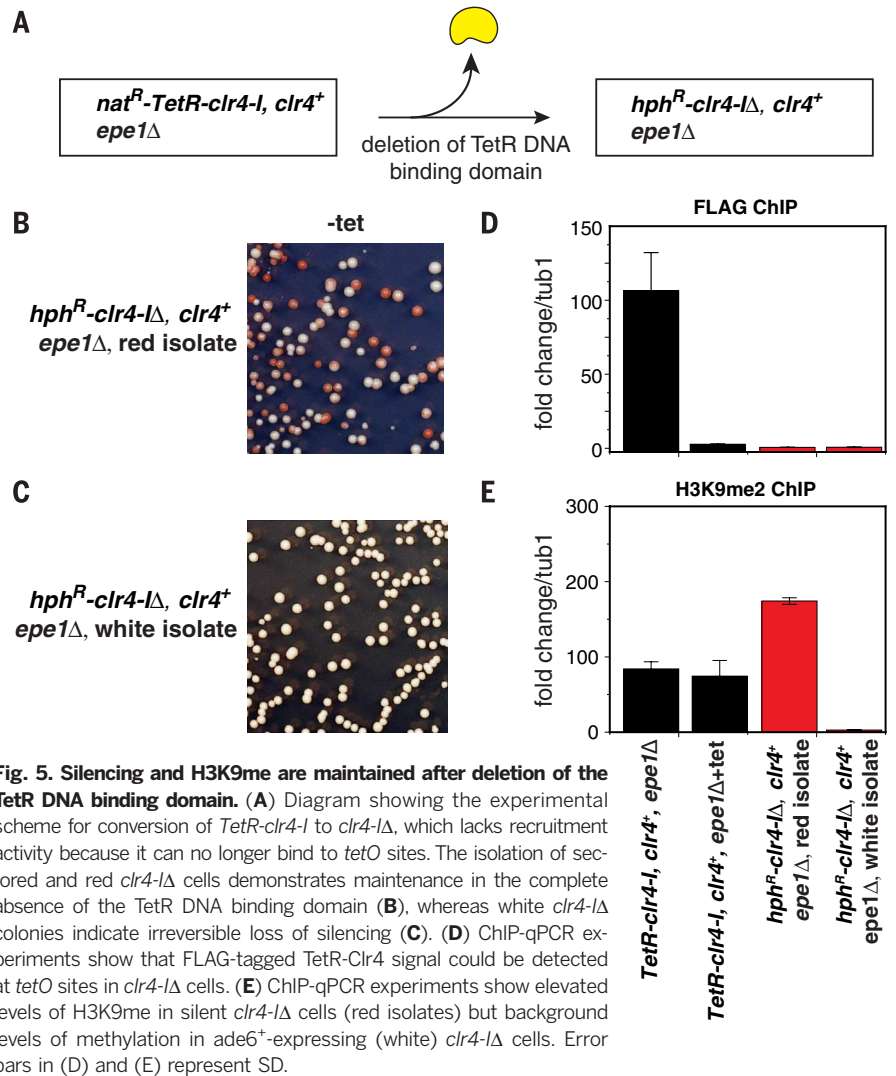 A
nat^R-TetR-clr4-I, clr4⁺
epe1Δ
deletion of TetR DNA
binding domain
hph^R-clr4-IΔ, clr4⁺
epe1Δ
B
-tet
hph^R-clr4-IΔ, clr4⁺
epe1Δ, red isolate
C
hph^R-clr4-IΔ, clr4⁺
epe1Δ, white isolate
D
FLAG ChIP
fold change/tub1
150
100
50
0
E
H3K9me2 ChIP
fold change/tub1
300
200
100
0
TetR-clr4-I, clr4⁺, epe1Δ
TetR-clr4-I, clr4⁺, epe1Δ+tet
hph^R-clr4-IΔ, clr4⁺
epe1Δ, red isolate
hph^R-clr4-IΔ, clr4⁺
epe1Δ, white isolate
Fig. 5. Silencing and H3K9me are maintained after deletion of the
TetR DNA binding domain. (A) Diagram showing the experimental
scheme for conversion of TetR-clr4-I to clr4-IΔ, which lacks recruitment
activity because it can no longer bind to tetO sites. The isolation of sec-
tored and red clr4-IΔ cells demonstrates maintenance in the complete
absence of the TetR DNA binding domain (B), whereas white clr4-IΔ
colonies indicate irreversible loss of silencing (C). (D) ChIP-qPCR ex-
periments show that FLAG-tagged TetR-Clr4 signal could be detected
at tetO sites in clr4-IΔ cells. (E) ChIP-qPCR experiments show elevated
levels of H3K9me in silent clr4-IΔ cells (red isolates) but background
levels of methylation in ade6⁺-expressing (white) clr4-IΔ cells. Error
bars in (D) and (E) represent SD.